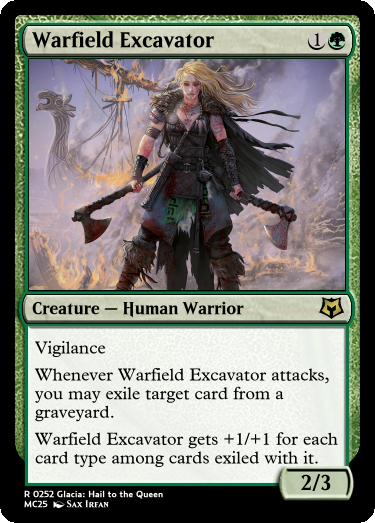 Warfield Excavator 1
Creature — Human Warrior
Vigilance
Whenever Warfield Excavator attacks,
you may exile target card from a
graveyard.
Warfield Excavator gets +1/+1 for each
card type among cards exiled with it.
2/3
R 0252 Glacia: Hail to the Queen
MC25 Sax Irfan